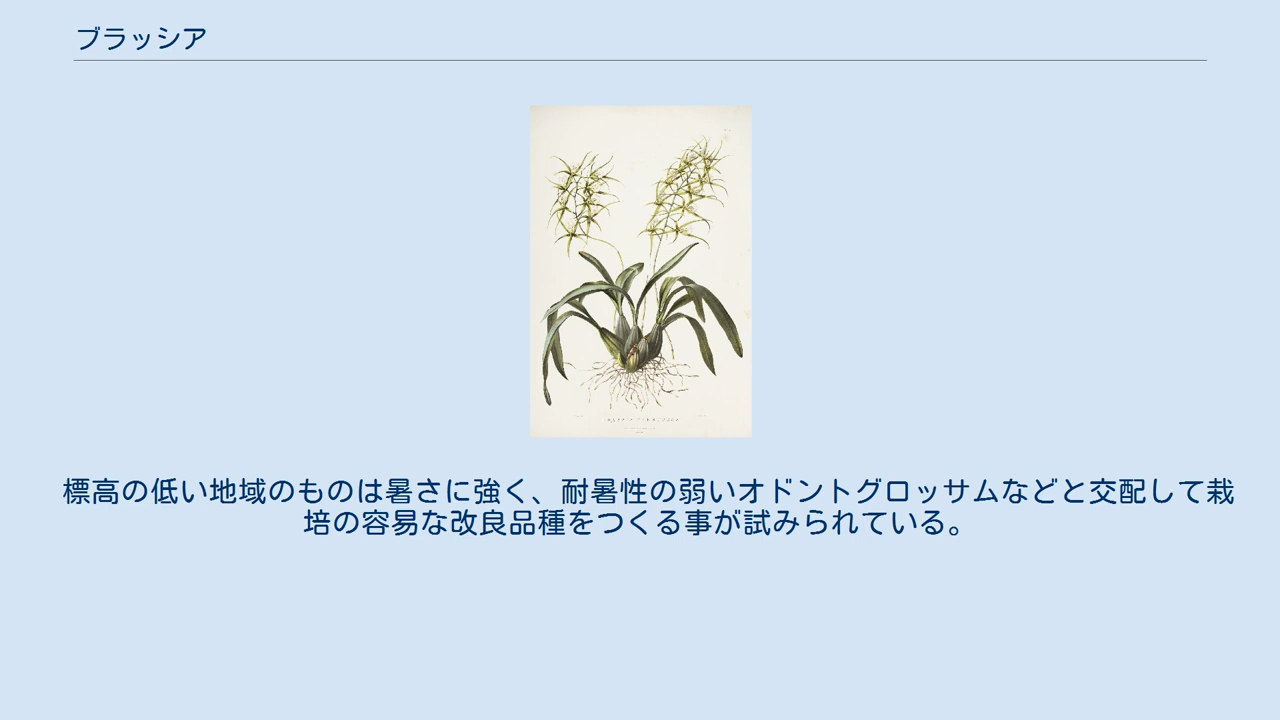 ブラッシア
標高の低い地域のものは暑さに強く、耐暑性の弱いオドントグロッサムなどと交配して栽
培の容易な改良品種をつくる事が試みられている。